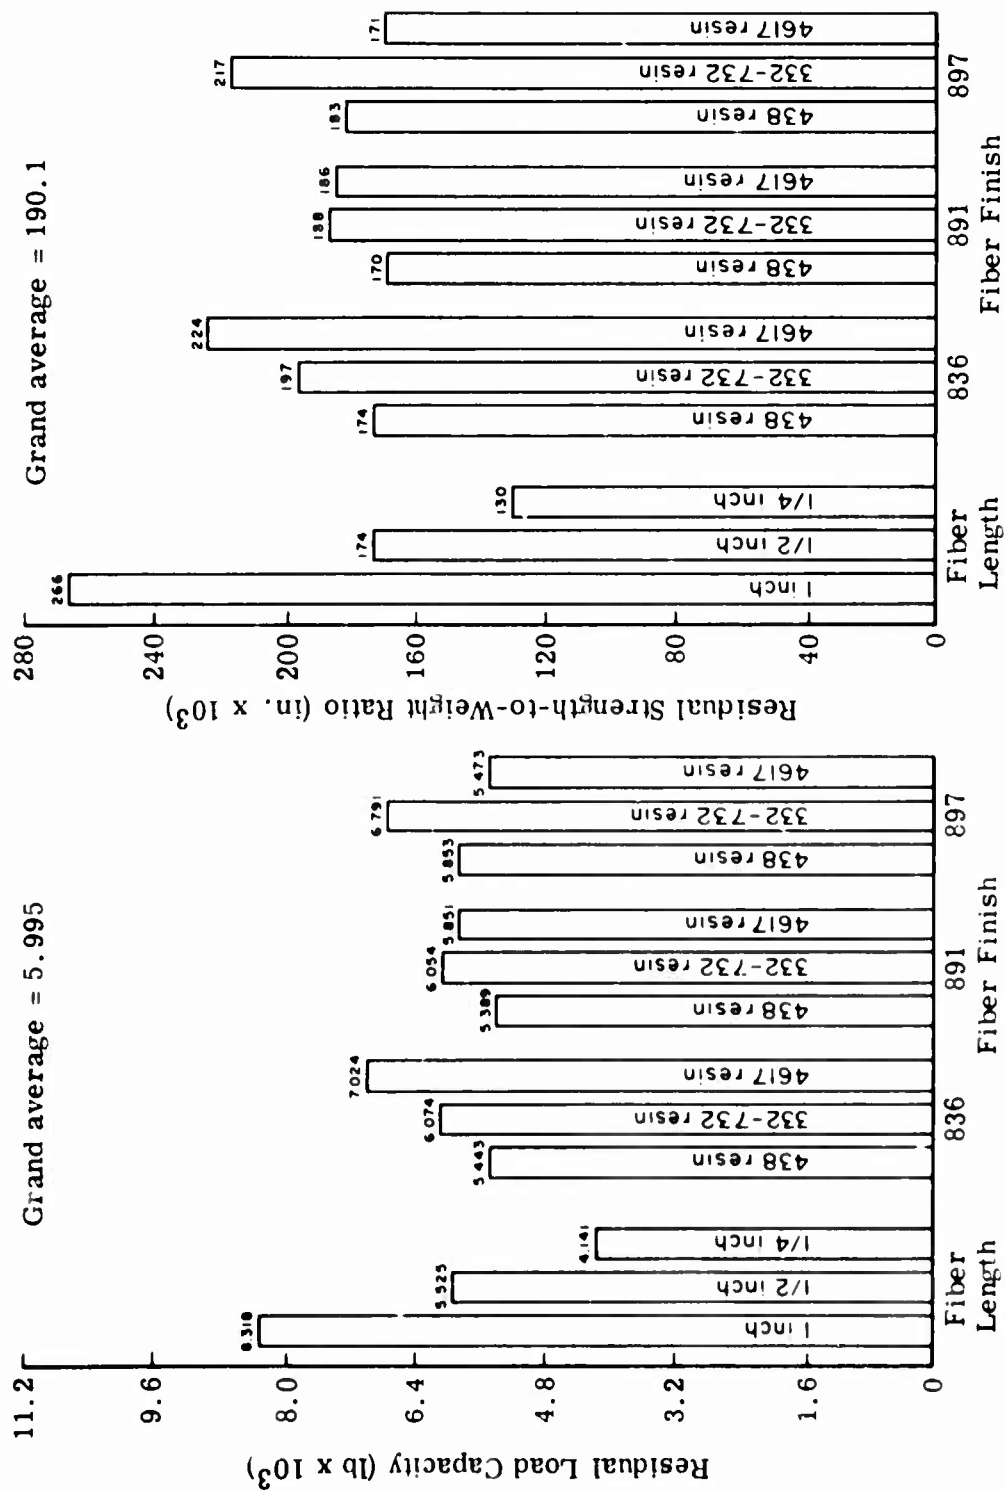 Grand average = 5.995
Residual Load Capacity (lb x 10³)
11.2
9.6
8.0
6.4
4.8
3.2
1.6
0
8.318
1 inch
5.525
1/2 inch
4.141
1/4 inch
5.443
438 resin
6.074
332-732 resin
7.024
4617 resin
5.389
438 resin
6.054
332-732 resin
5.851
4617 resin
5.853
438 resin
6.791
332-732 resin
5.473
4617 resin
Fiber Length
836
891
897
Fiber Finish
Grand average = 190.1
Residual Strength-to-Weight Ratio (in. x 10³)
280
240
200
160
120
80
40
0
266
1 inch
174
1/2 inch
130
1/4 inch
174
438 resin
197
332-732 resin
224
4617 resin
170
438 resin
188
332-732 resin
186
4617 resin
183
438 resin
217
332-732 resin
171
4617 resin
Fiber Length
836
891
897
Fiber Finish